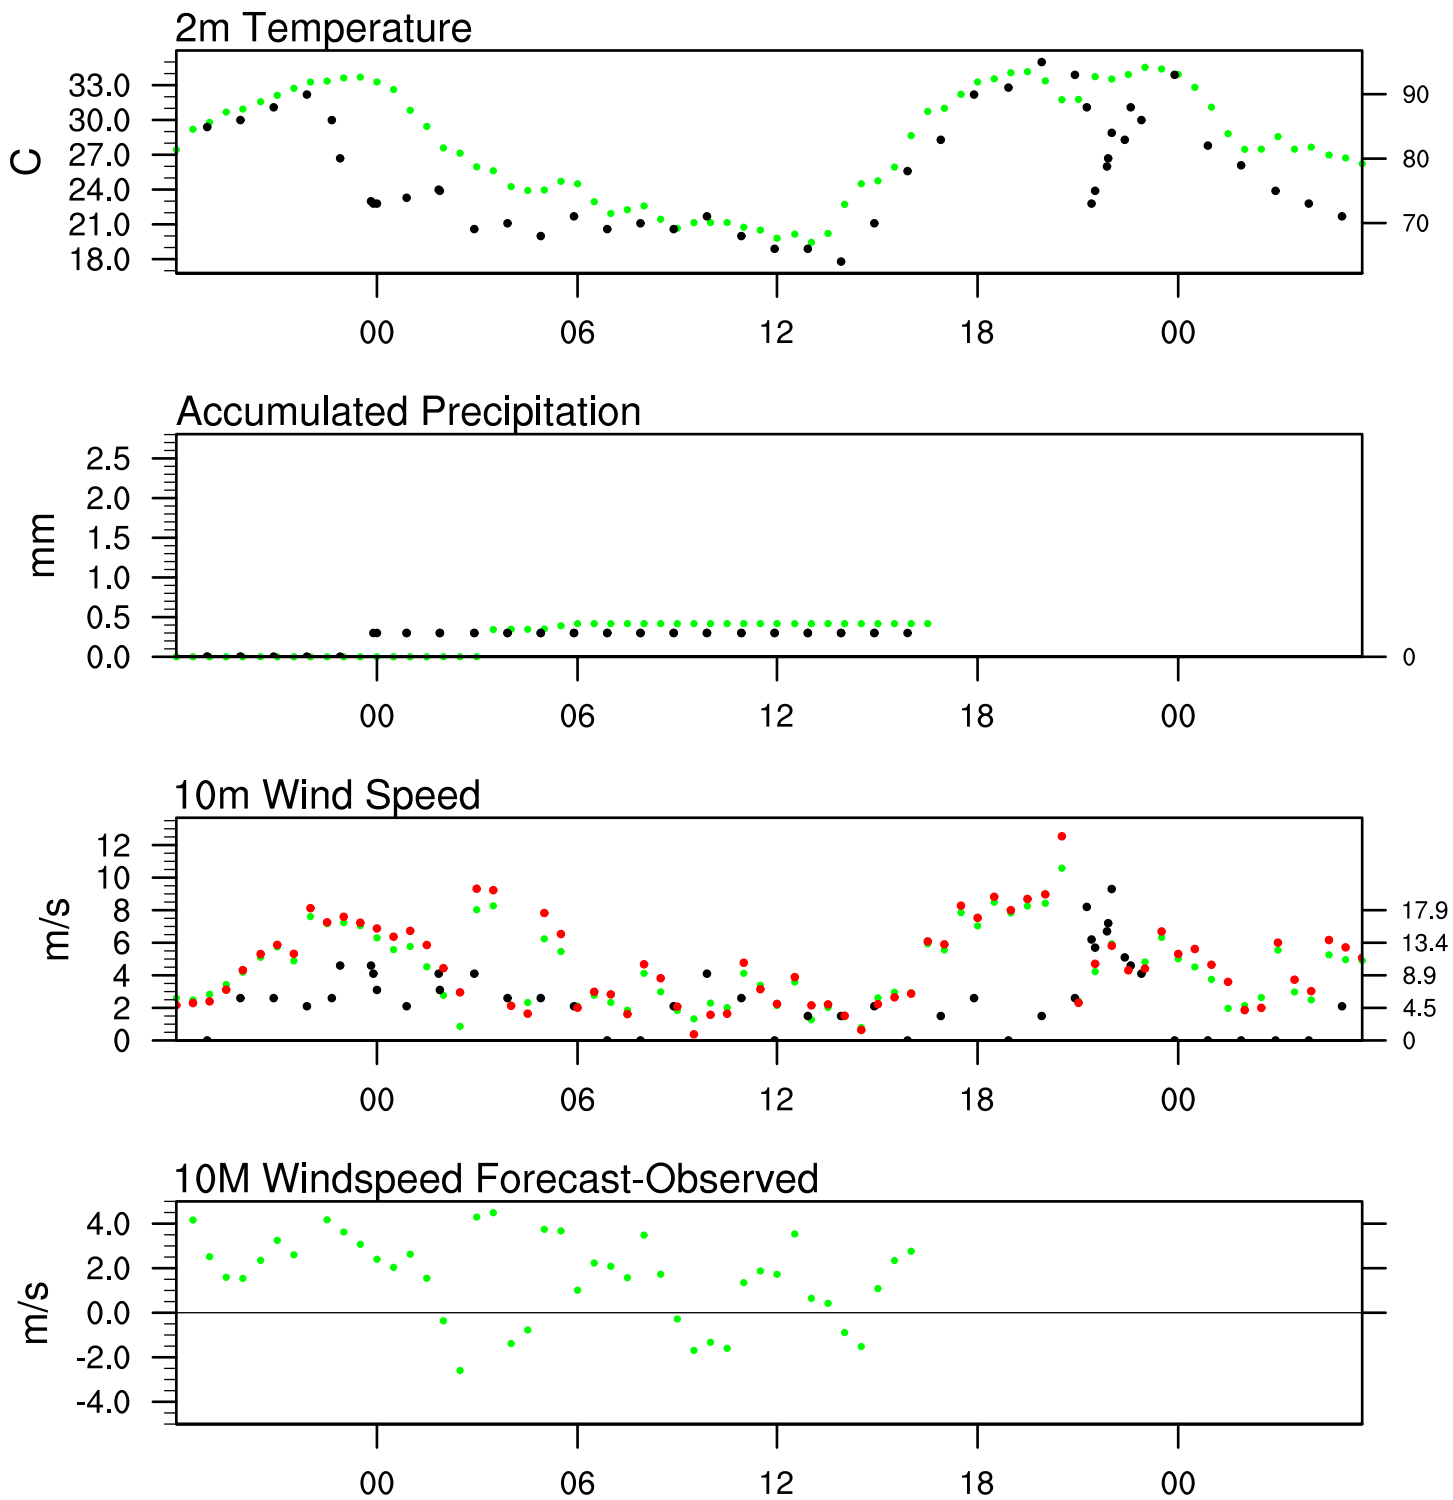 2m Temperature
C
33.0
30.0
27.0
24.0
21.0
18.0
90
80
70
00 06 12 18 00
Accumulated Precipitation
mm
2.5
2.0
1.5
1.0
0.5
0.0
0
00 06 12 18 00
10m Wind Speed
m/s
12
10
8
6
4
2
0
17.9
13.4
8.9
4.5
0
00 06 12 18 00
10M Windspeed Forecast-Observed
m/s
4.0
2.0
0.0
-2.0
-4.0
00 06 12 18 00